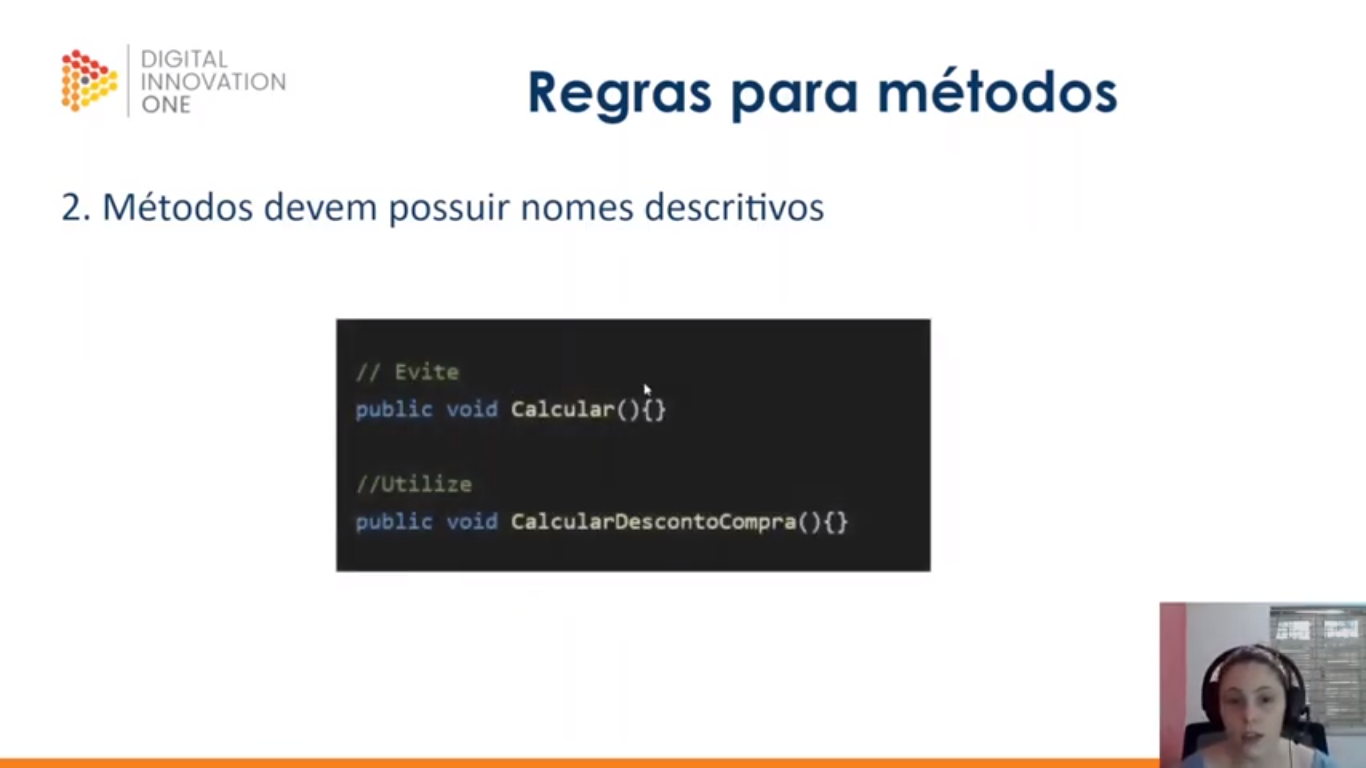 DIGITAL
INNOVATION
ONE
Regras para métodos
2. Métodos devem possuir nomes descritivos
// Evite
public void Calcular(){}
//Utilize
public void CalcularDescontoCompra(){}